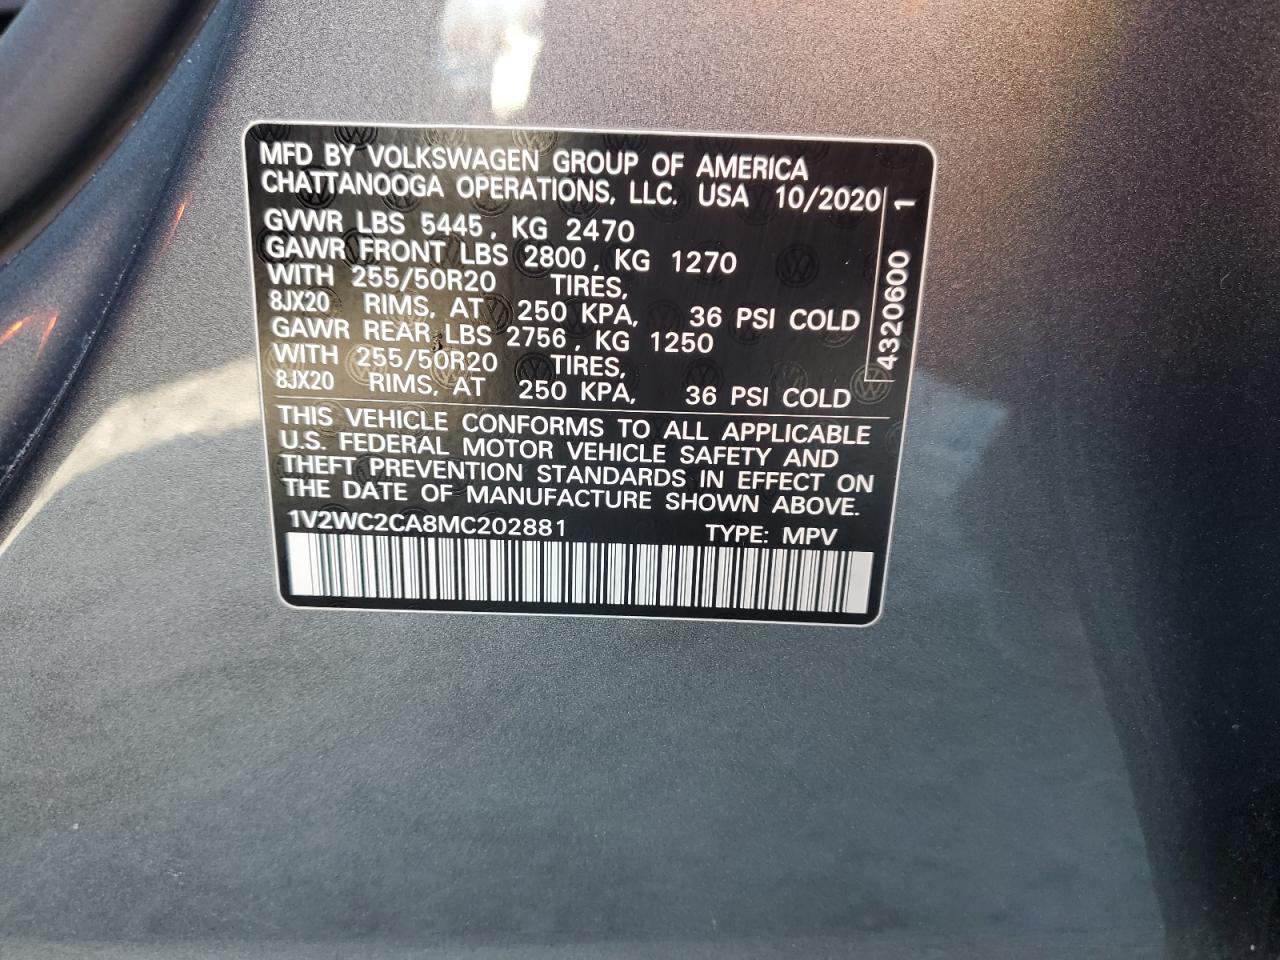 MFD BY VOLKSWAGEN GROUP OF AMERICA
CHATTANOOGA OPERATIONS, LLC. USA 10/2020
GVWR LBS 5445, KG 2470
GAWR FRONT LBS 2800, KG 1270
WITH 255/50R20 TIRES,
8JX20 RIMS, AT 250 KPA, 36 PSI COLD
GAWR REAR LBS 2756, KG 1250
WITH 255/50R20 TIRES,
8JX20 RIMS, AT 250 KPA, 36 PSI COLD
4320600 1
THIS VEHICLE CONFORMS TO ALL APPLICABLE
U.S. FEDERAL MOTOR VEHICLE SAFETY AND
THEFT PREVENTION STANDARDS IN EFFECT ON
THE DATE OF MANUFACTURE SHOWN ABOVE.
1V2WC2CA8MC202881 TYPE: MPV